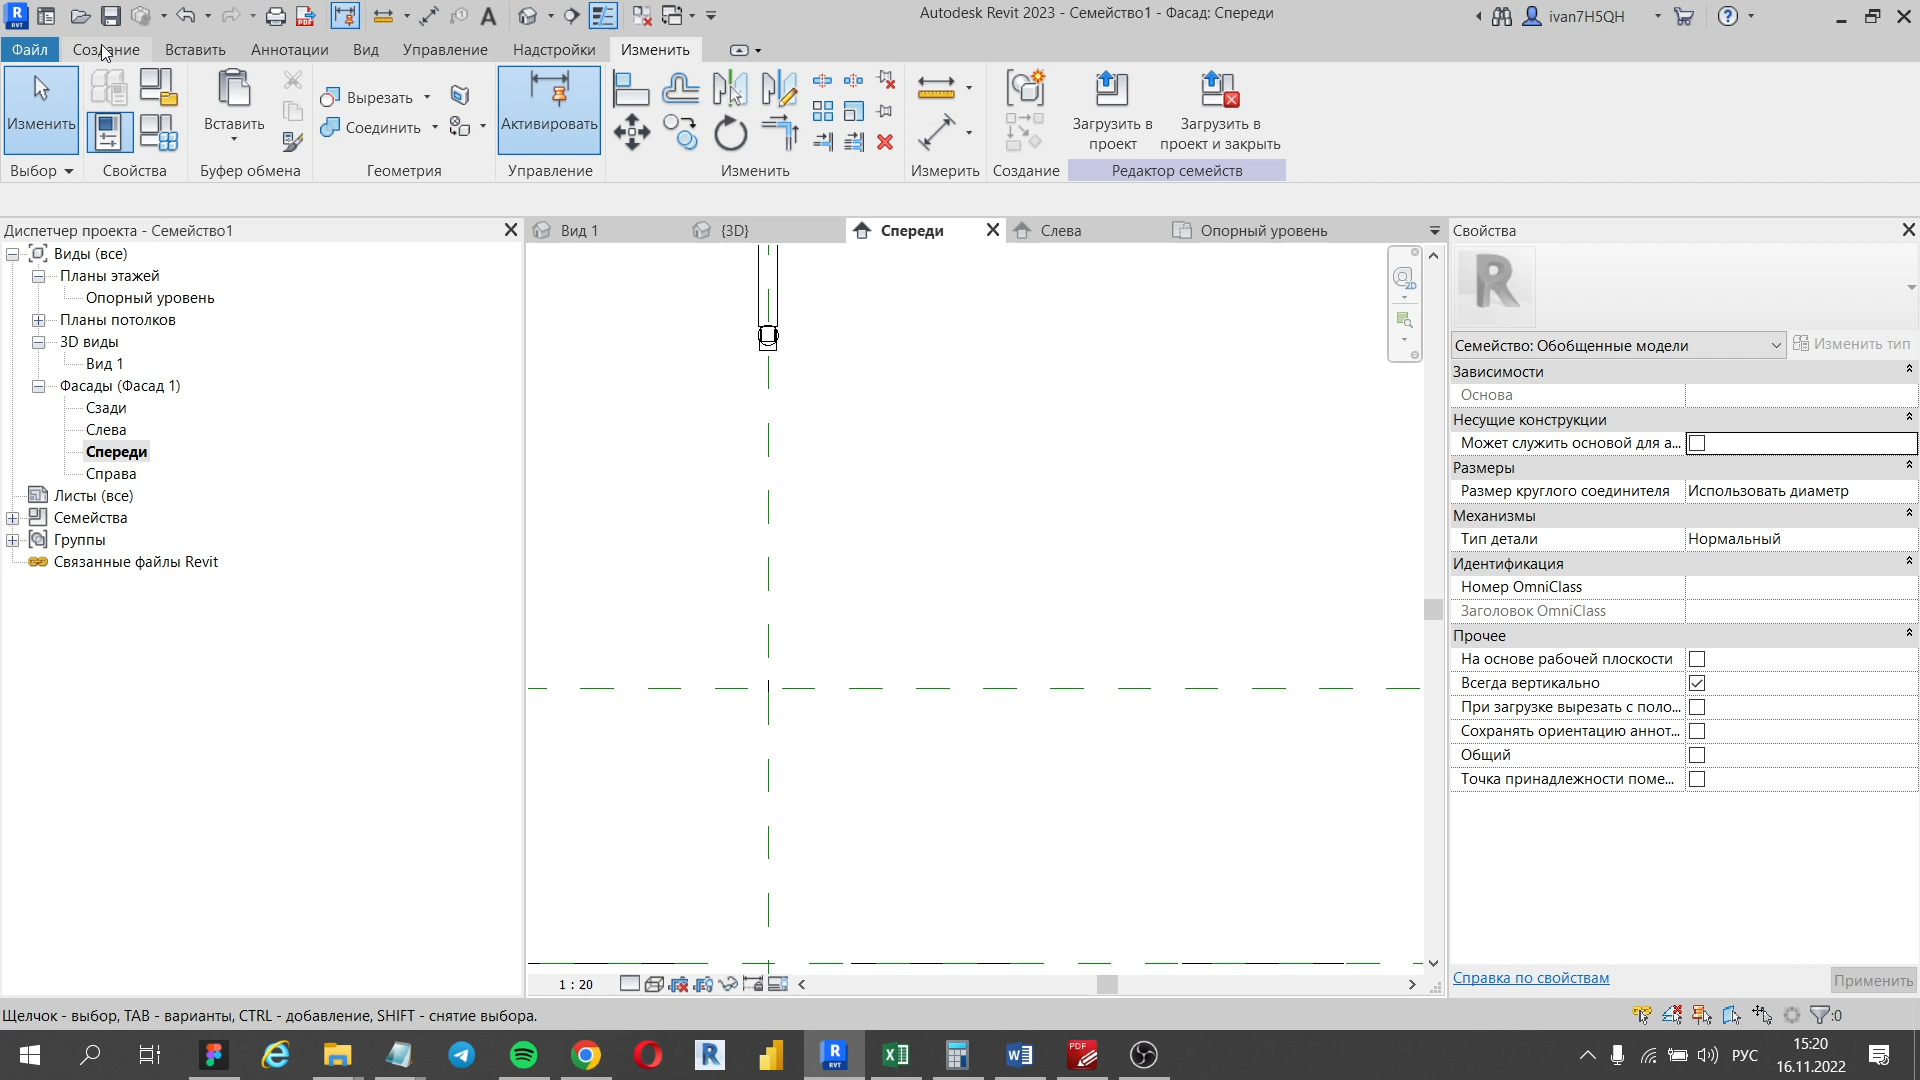 Autodesk Revit 2023 - Семейство1 - Фасад: Спереди
ivan7H5QH
Файл Создание Вставить Аннотации Вид Управление Надстройки Изменить
Изменить
Вставить
Вырезать
Соединить
Активировать
Загрузить в проект
Загрузить в проект и закрыть
Выбор Свойства Буфер обмена Геометрия Управление Изменить Измерить Создание Редактор семейств
Диспетчер проекта - Семейство1
Виды (все)
Планы этажей
Опорный уровень
Планы потолков
3D виды
Вид 1
Фасады (Фасад 1)
Сзади
Слева
Спереди
Справа
Листы (все)
Семейства
Группы
Связанные файлы Revit
Вид 1 {3D} Спереди Слева Опорный уровень
2D
1 : 20
Свойства
R
Семейство: Обобщенные модели Изменить тип
Зависимости
Основа
Несущие конструкции
Может служить основой для а...
Размеры
Размер круглого соединителя Использовать диаметр
Механизмы
Тип детали Нормальный
Идентификация
Номер OmniClass
Заголовок OmniClass
Прочее
На основе рабочей плоскости
Всегда вертикально
При загрузке вырезать с поло...
Сохранять ориентацию аннот...
Общий
Точка принадлежности поме...
Справка по свойствам Применить
Щелчок - выбор, TAB - варианты, CTRL - добавление, SHIFT - снятие выбора.
:0
РУС
15:20
16.11.2022